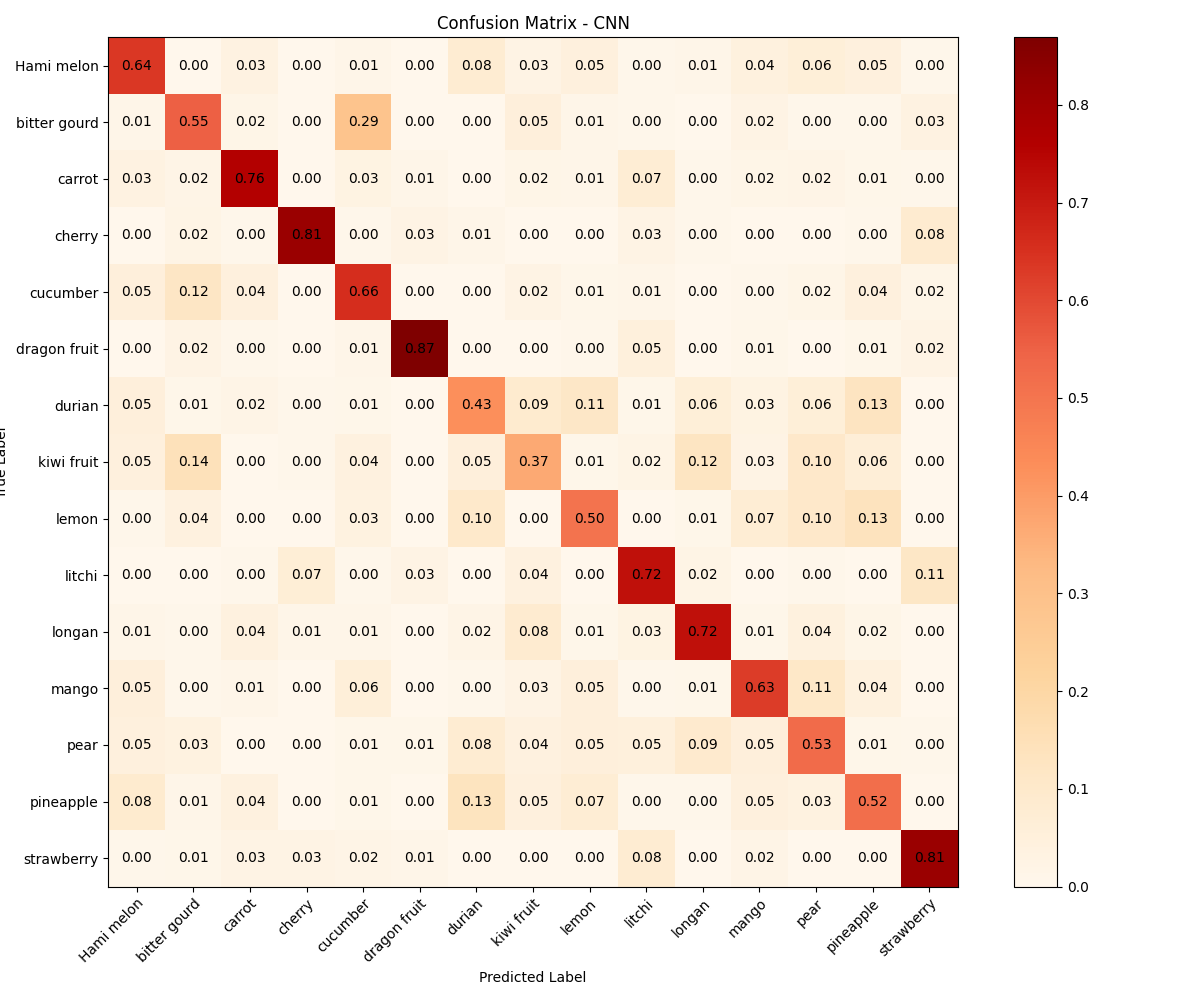 Confusion Matrix - CNN
Hami melon 0.64 0.00 0.03 0.00 0.01 0.00 0.08 0.03 0.05 0.00 0.01 0.04 0.06 0.05 0.00
bitter gourd 0.01 0.55 0.02 0.00 0.29 0.00 0.00 0.05 0.01 0.00 0.00 0.02 0.00 0.00 0.03
carrot 0.03 0.02 0.76 0.00 0.03 0.01 0.00 0.02 0.01 0.07 0.00 0.02 0.02 0.01 0.00
cherry 0.00 0.02 0.00 0.81 0.00 0.03 0.01 0.00 0.00 0.03 0.00 0.00 0.00 0.00 0.08
cucumber 0.05 0.12 0.04 0.00 0.66 0.00 0.00 0.02 0.01 0.01 0.00 0.00 0.02 0.04 0.02
dragon fruit 0.00 0.02 0.00 0.00 0.01 0.87 0.00 0.00 0.00 0.05 0.00 0.01 0.00 0.01 0.02
durian 0.05 0.01 0.02 0.00 0.01 0.00 0.43 0.09 0.11 0.01 0.06 0.03 0.06 0.13 0.00
kiwi fruit 0.05 0.14 0.00 0.00 0.04 0.00 0.05 0.37 0.01 0.02 0.12 0.03 0.10 0.06 0.00
lemon 0.00 0.04 0.00 0.00 0.03 0.00 0.10 0.00 0.50 0.00 0.01 0.07 0.10 0.13 0.00
litchi 0.00 0.00 0.00 0.07 0.00 0.03 0.00 0.04 0.00 0.72 0.02 0.00 0.00 0.00 0.11
longan 0.01 0.00 0.04 0.01 0.01 0.00 0.02 0.08 0.01 0.03 0.72 0.01 0.04 0.02 0.00
mango 0.05 0.00 0.01 0.00 0.06 0.00 0.00 0.03 0.05 0.00 0.01 0.63 0.11 0.04 0.00
pear 0.05 0.03 0.00 0.00 0.01 0.01 0.08 0.04 0.05 0.05 0.09 0.05 0.53 0.01 0.00
pineapple 0.08 0.01 0.04 0.00 0.01 0.00 0.13 0.05 0.07 0.00 0.00 0.05 0.03 0.52 0.00
strawberry 0.00 0.01 0.03 0.03 0.02 0.01 0.00 0.00 0.00 0.08 0.00 0.02 0.00 0.00 0.81
Hami melon bitter gourd carrot cherry cucumber dragon fruit durian kiwi fruit lemon litchi longan mango pear pineapple strawberry
Predicted Label
0.8
0.7
0.6
0.5
0.4
0.3
0.2
0.1
0.0